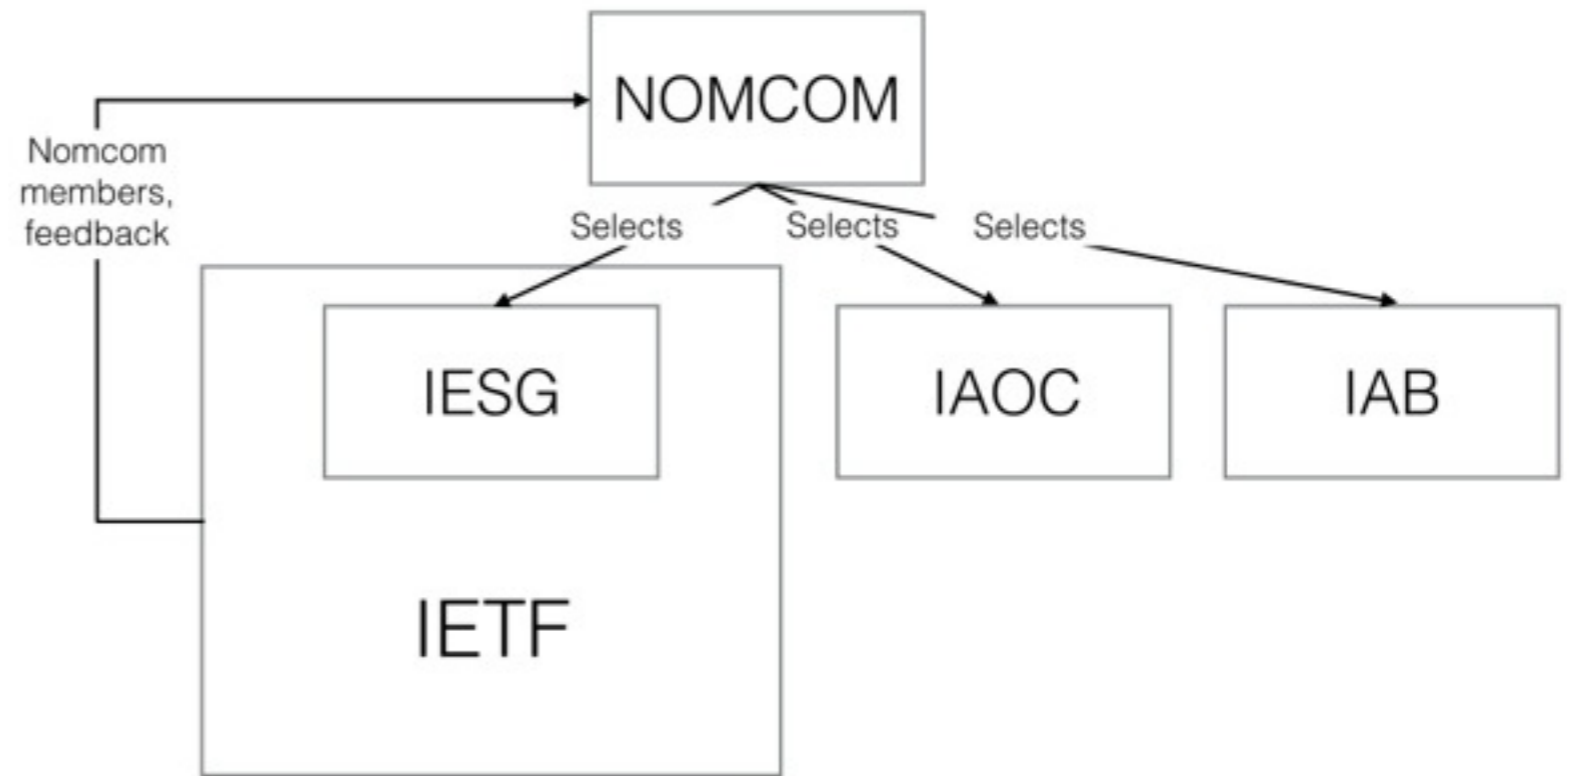 NOMCOM
Nomcom
members,
feedback
Selects
Selects
Selects
IESG
IAOC
IAB
IETF